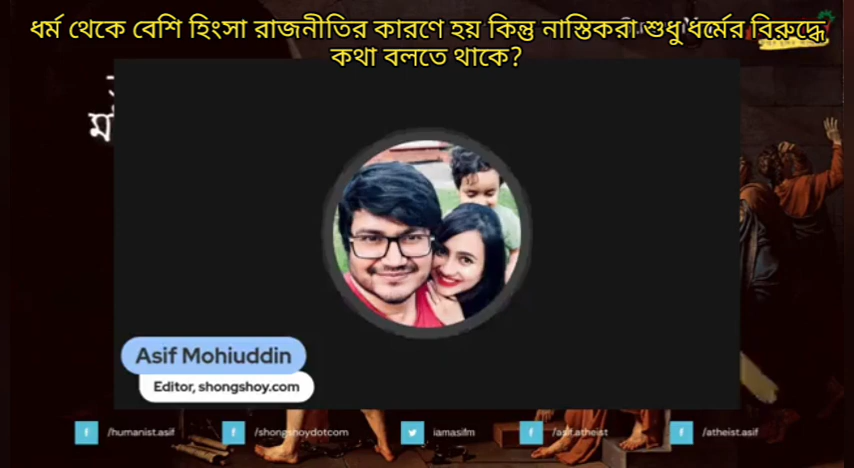 ধর্ম থেকে বেশি হিংসা রাজনীতির কারণে হয় কিন্তু নাস্তিকরা শুধু ধর্মের বিরুদ্ধে
কথা বলতে থাকে?
Asif Mohiuddin
Editor, shongshoy.com
/humanist.asif /shongshoydotcom iamasifm /asif.atheist /atheist.asif